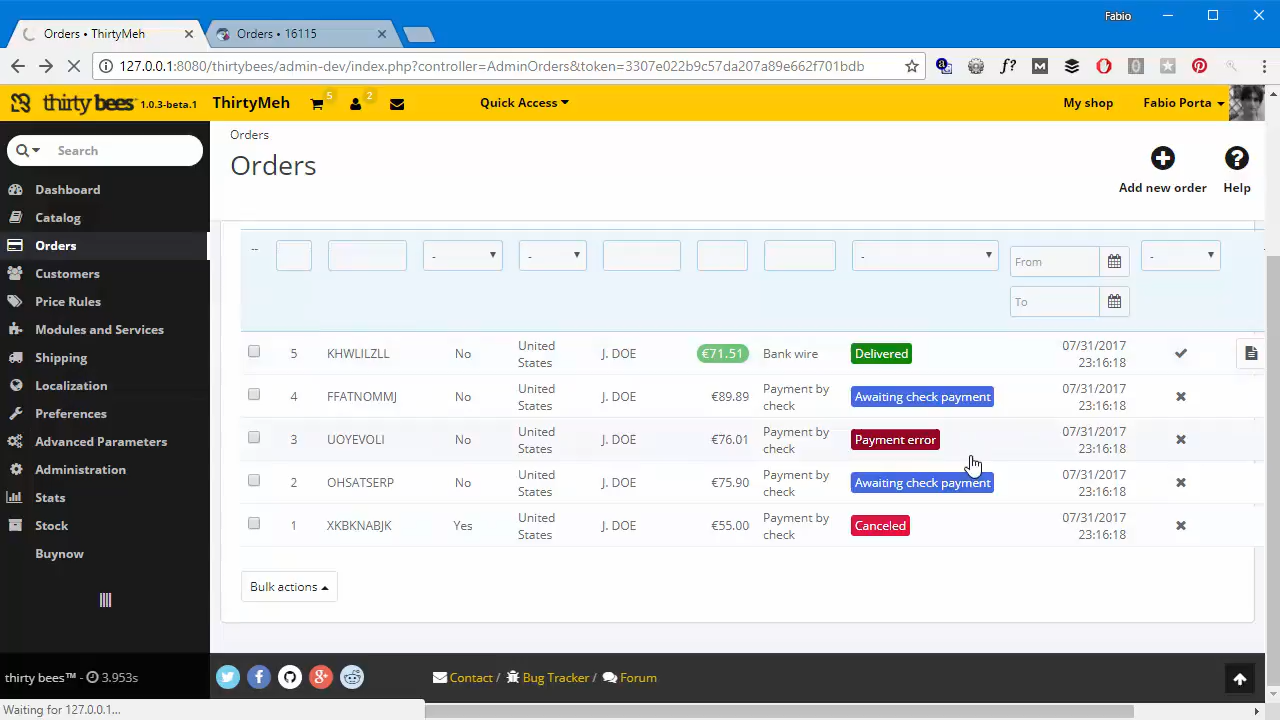 Fabio
Orders • ThirtyMeh
Orders • 16115
127.0.0.1:8080/thirtybees/admin-dev/index.php?controller=AdminOrders&token=3307e022b9c57da207a89e662f701bdb
thirty bees 1.0.3-beta.1 ThirtyMeh 5 2 Quick Access My shop Fabio Porta
Search
Dashboard
Catalog
Orders
Customers
Price Rules
Modules and Services
Shipping
Localization
Preferences
Advanced Parameters
Administration
Stats
Stock
Buynow
thirty bees™ - 3.953s
Waiting for 127.0.0.1...
Orders
Orders
Add new order
Help
-- - - - From -
To
5 KHWLILZLL No United States J. DOE €71.51 Bank wire Delivered 07/31/2017 23:16:18
4 FFATNOMMJ No United States J. DOE €89.89 Payment by check Awaiting check payment 07/31/2017 23:16:18
3 UOYEVOLI No United States J. DOE €76.01 Payment by check Payment error 07/31/2017 23:16:18
2 OHSATSERP No United States J. DOE €75.90 Payment by check Awaiting check payment 07/31/2017 23:16:18
1 XKBKNABJK Yes United States J. DOE €55.00 Payment by check Canceled 07/31/2017 23:16:18
Bulk actions
Contact / Bug Tracker / Forum